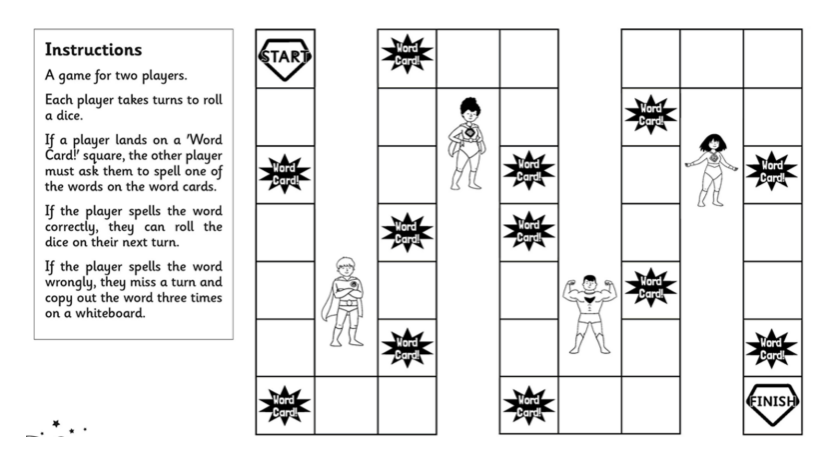 Instructions
A game for two players.
Each player takes turns to roll
a dice.
If a player lands on a 'Word
Card!' square, the other player
must ask them to spell one of
the words on the word cards.
If the player spells the word
correctly, they can roll the
dice on their next turn.
If the player spells the word
wrongly, they miss a turn and
copy out the word three times
on a whiteboard.
START
Word
Card!
Word
Card!
Word
Card!
Word
Card!
Word
Card!
Word
Card!
Word
Card!
Word
Card!
Word
Card!
Word
Card!
Word
Card!
Word
Card!
FINISH